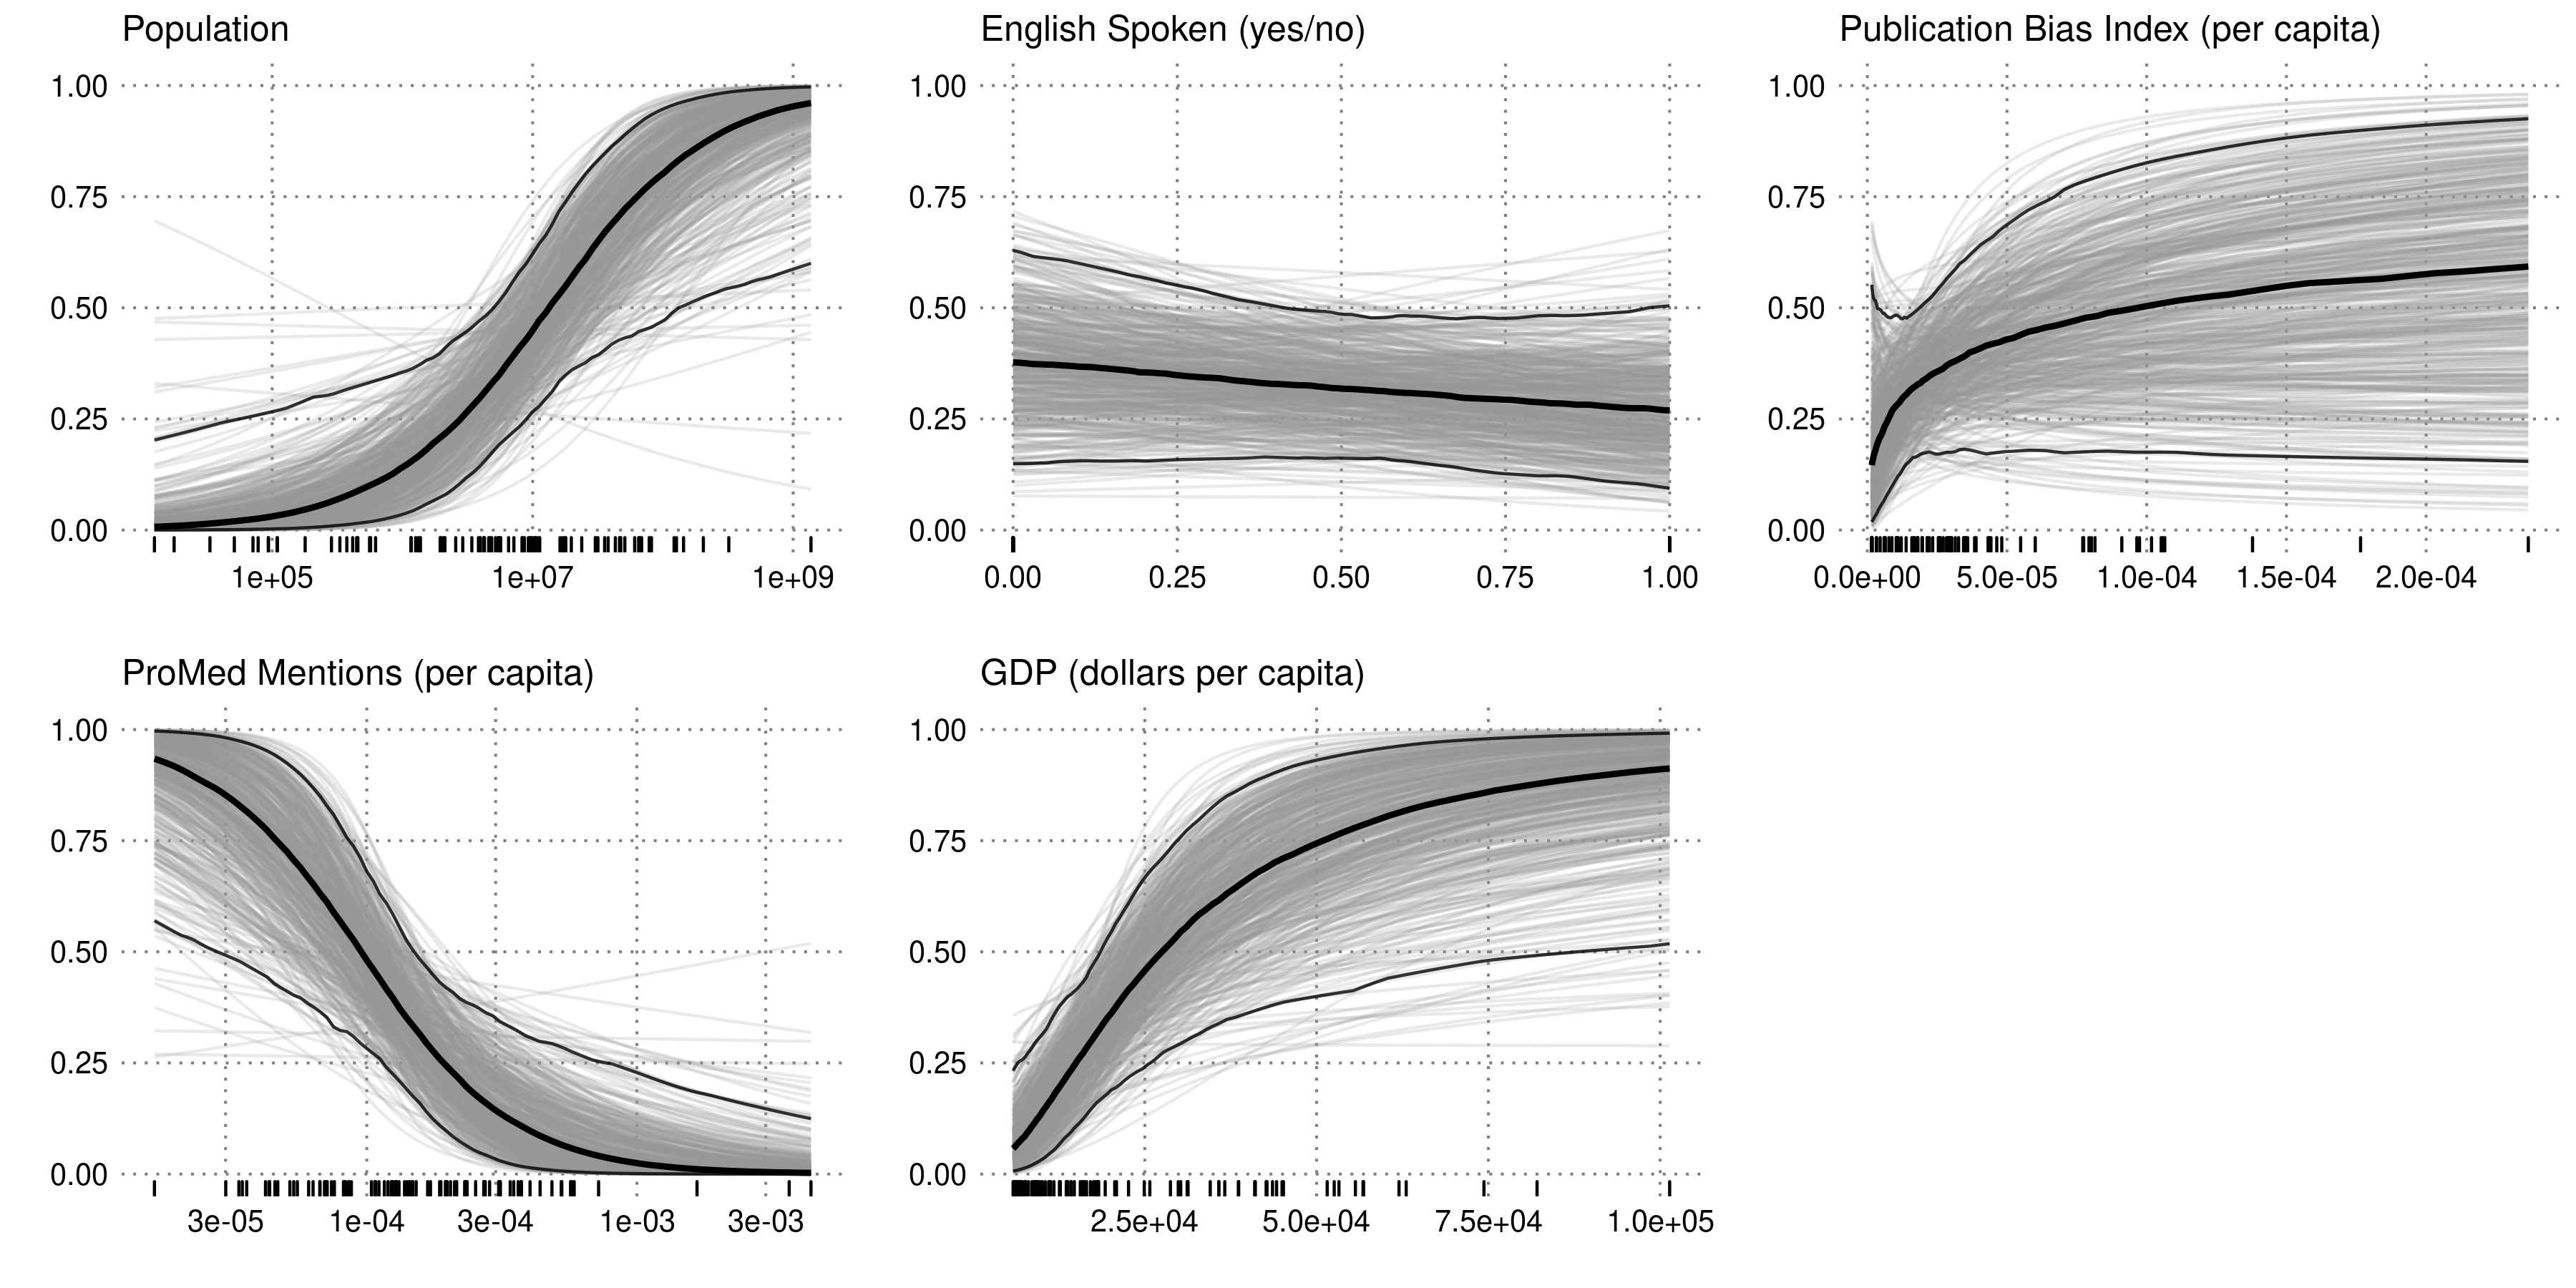 Population
1.00
0.75
0.50
0.25
0.00
1e+05 1e+07 1e+09
English Spoken (yes/no)
1.00
0.75
0.50
0.25
0.00
0.00 0.25 0.50 0.75 1.00
Publication Bias Index (per capita)
1.00
0.75
0.50
0.25
0.00
0.0e+00 5.0e-05 1.0e-04 1.5e-04 2.0e-04
ProMed Mentions (per capita)
1.00
0.75
0.50
0.25
0.00
3e-05 1e-04 3e-04 1e-03 3e-03
GDP (dollars per capita)
1.00
0.75
0.50
0.25
0.00
2.5e+04 5.0e+04 7.5e+04 1.0e+05